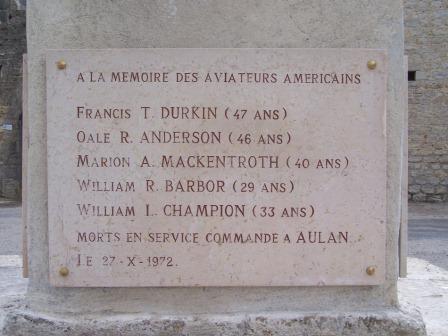 A LA MEMOIRE DES AVIATEURS AMERICAINS
FRANCIS T. DURKIN (47 ANS)
OALE R. ANDERSON (46 ANS)
MARION A. MACKENTROTH (40 ANS)
WILLIAM R. BARBOR (29 ANS)
WILLIAM L. CHAMPION (33 ANS)
MORTS EN SERVICE COMMANDE A AULAN
LE 27-X-1972.